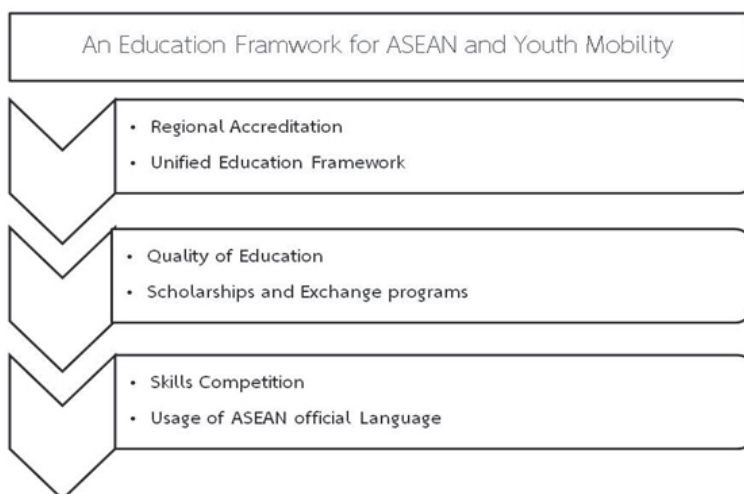 An Education Framwork for ASEAN and Youth Mobility
• Regional Accreditation
• Unified Education Framework
• Quality of Education
• Scholarships and Exchange programs
• Skills Competition
• Usage of ASEAN official Language